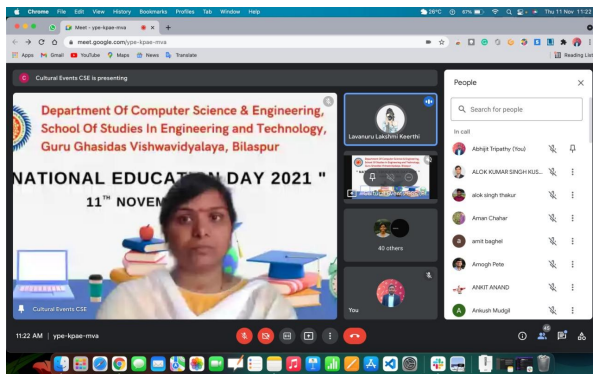 Chrome File Edit View History Bookmarks Profiles Tab Window Help
26°C 97% Thu 11 Nov 11:22
Meet - ype-kpae-mva
meet.google.com/ype-kpae-mva
Apps Gmail YouTube Maps News Translate Reading List
Cultural Events CSE is presenting
Department Of Computer Science & Engineering,
School Of Studies In Engineering and Technology,
Guru Ghasidas Vishwavidyalaya, Bilaspur
NATIONAL EDUCAT DAY 2021 "
11TH NOVEM
Cultural Events CSE
Lavanuru Lakshmi Keerthi
40 others
You
People
Search for people
In call
Abhijit Tripathy (You)
ALOK KUMAR SINGH KUS...
alok singh thakur
Aman Chahar
a amit baghel
Amogh Pete
ANKIT ANAND
A Ankush Mudgil
11:22 AM | ype-kpae-mva
45